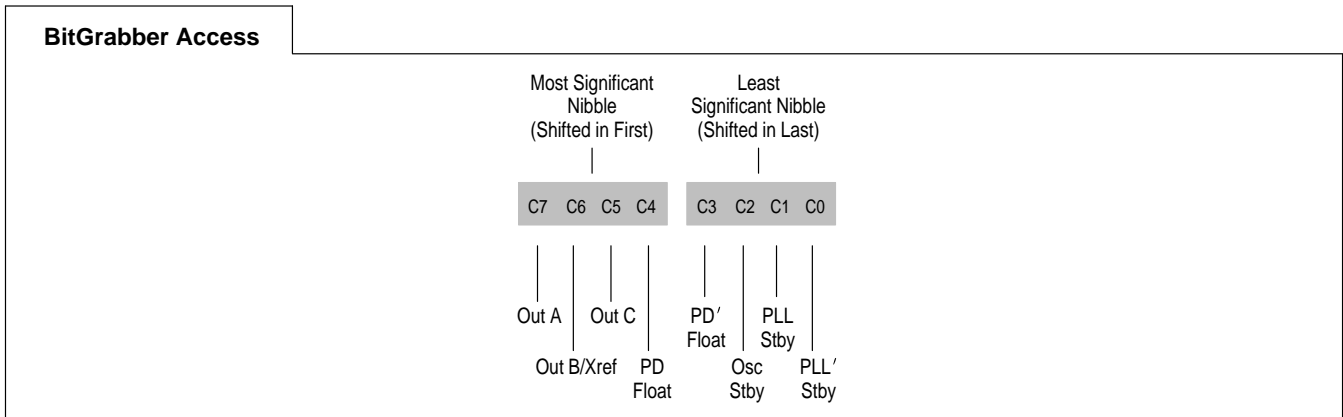 BitGrabber Access
Most Significant
Nibble
(Shifted in First)
Least
Significant Nibble
(Shifted in Last)
C7 C6 C5 C4
C3 C2 C1 C0
Out A
Out C
PD′
Float
PLL
Stby
Out B/Xref
PD
Float
Osc
Stby
PLL′
Stby